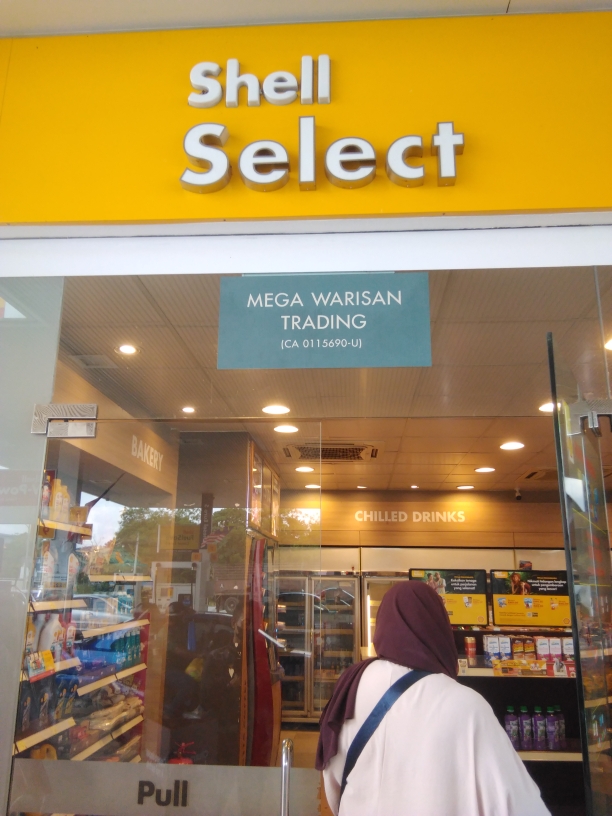 Shell
Select
MEGA WARISAN
TRADING
(CA 0115690-U)
BAKERY
CHILLED DRINKS
Pull